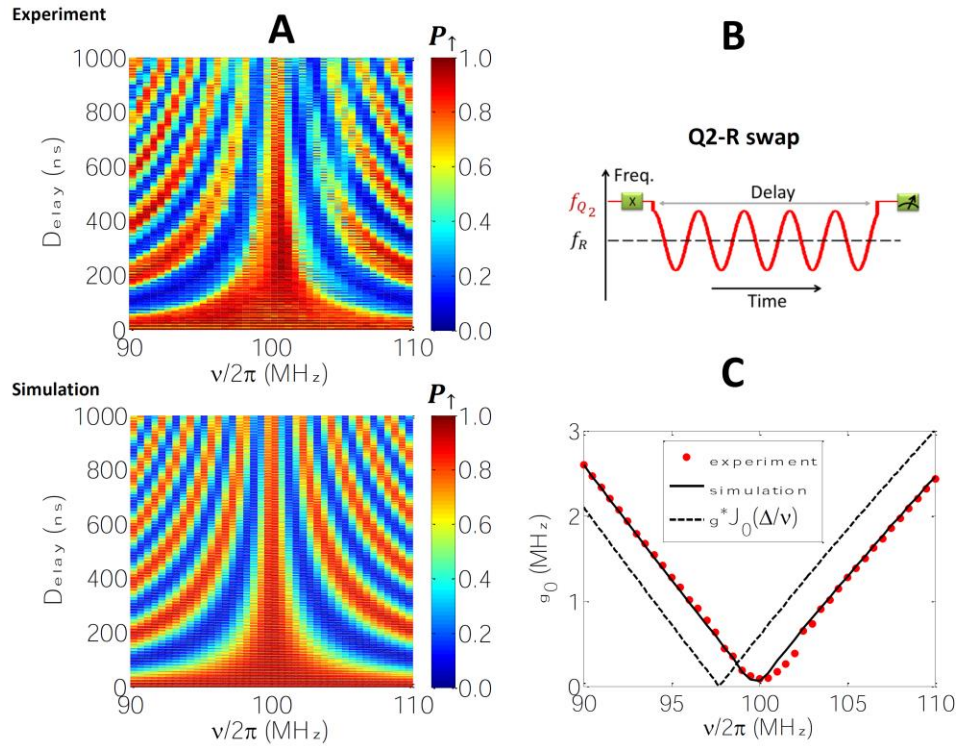 Experiment
A
P↑
1000
800
600
400
200
0
Delay (ns)
90
100
110
ν/2π (MHz)
1.0
0.8
0.6
0.4
0.2
0.0
B
Q2-R swap
Freq.
Delay
f_Q2
X
f_R
Time
Simulation
P↑
1000
800
600
400
200
0
Delay (ns)
90
100
110
ν/2π (MHz)
1.0
0.8
0.6
0.4
0.2
0.0
C
3
2
1
0
g₀ (MHz)
experiment
simulation
g*J₀(Δ/ν)
90
95
100
105
110
ν/2π (MHz)